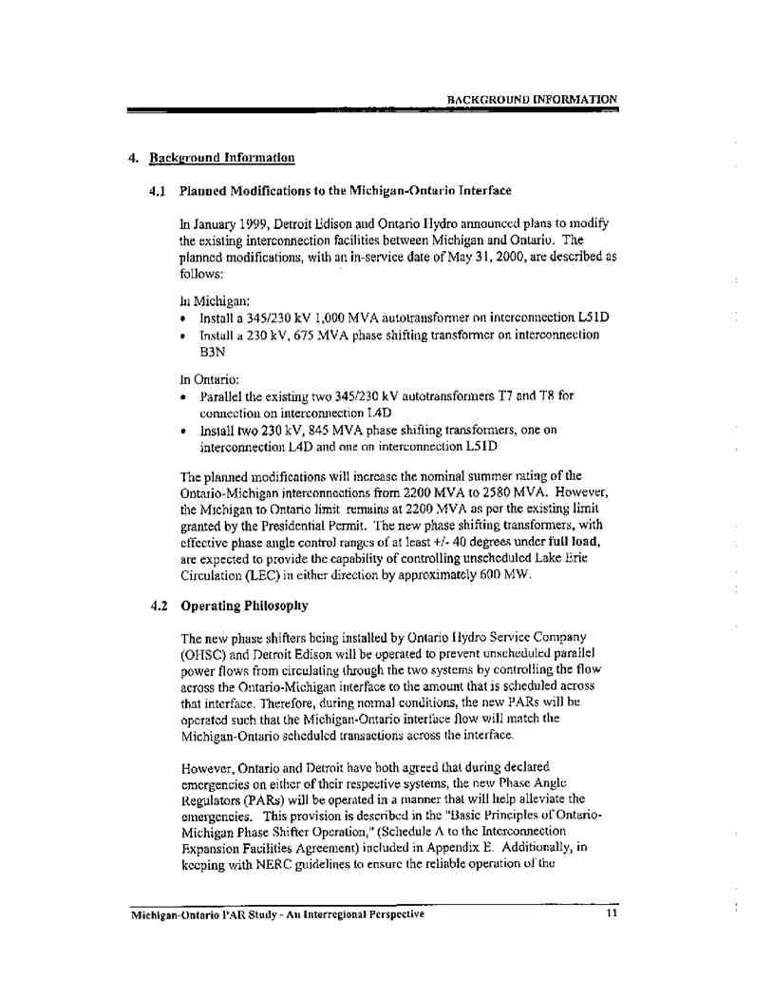 BACKGROUND INFORMATION
4. Background Information
4.1 Planned Modifications to the Michigan-Ontario Interface
In January 1999, Detroit Edison and Ontario Hydro announced plans to modify
the existing interconnection facilities between Michigan and Ontario. The
planned modifications, with an in-service date of May 31, 2000, are described as
follows:
In Michigan:
• Install a 345/230 kV 1,000 MVA autotransformer on interconnection L51D
• Install a 230 kV, 675 MVA phase shifting transformer on interconnection
B3N
In Ontario:
• Parallel the existing two 345/230 kV autotransformers T7 and T8 for
connection on interconnection L4D
• Install two 230 kV, 845 MVA phase shifting transformers, one on
interconnection L4D and one on interconnection L51D
The planned modifications will increase the nominal summer rating of the
Ontario-Michigan interconnections from 2200 MVA to 2580 MVA. However,
the Michigan to Ontario limit remains at 2200 MVA as per the existing limit
granted by the Presidential Permit. The new phase shifting transformers, with
effective phase angle control ranges of at least +/- 40 degrees under full load,
are expected to provide the capability of controlling unscheduled Lake Erie
Circulation (LEC) in either direction by approximately 600 MW.
4.2 Operating Philosophy
The new phase shifters being installed by Ontario Hydro Service Company
(OHSC) and Detroit Edison will be operated to prevent unscheduled parallel
power flows from circulating through the two systems by controlling the flow
across the Ontario-Michigan interface to the amount that is scheduled across
that interface. Therefore, during normal conditions, the new PARs will be
operated such that the Michigan-Ontario interface flow will match the
Michigan-Ontario scheduled transactions across the interface.
However, Ontario and Detroit have both agreed that during declared
emergencies on either of their respective systems, the new Phase Angle
Regulators (PARs) will be operated in a manner that will help alleviate the
emergencies. This provision is described in the "Basic Principles of Ontario-
Michigan Phase Shifter Operation," (Schedule A to the Interconnection
Expansion Facilities Agreement) included in Appendix E. Additionally, in
keeping with NERC guidelines to ensure the reliable operation of the
Michigan-Ontario PAR Study - An Interregional Perspective 11